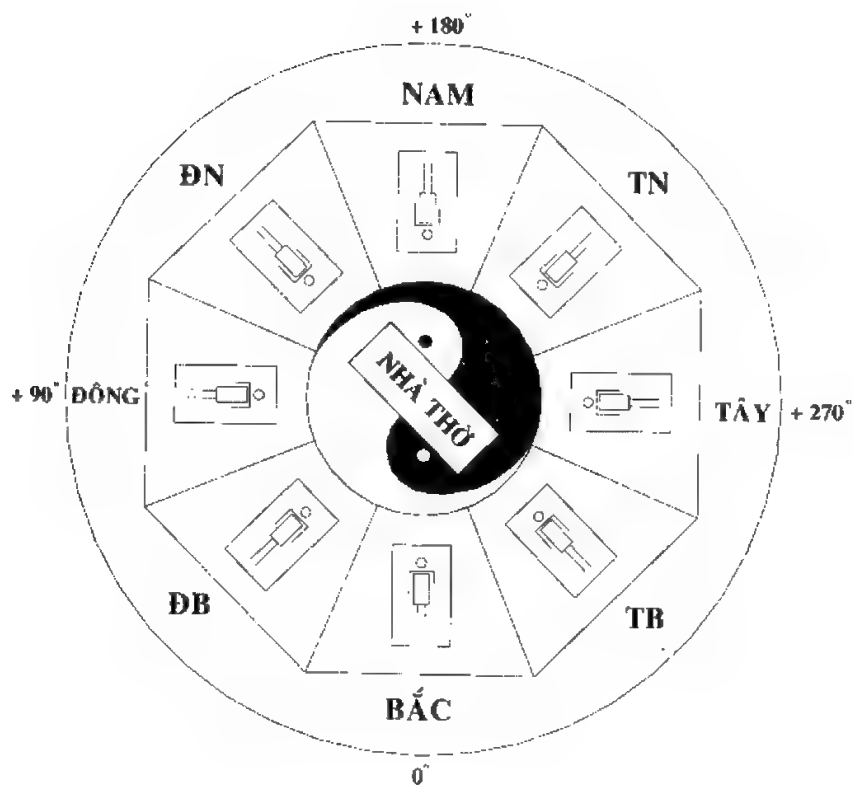 + 180°
NAM
ĐN
TN
NHÀ THỜ
+ 90° ĐÔNG
TÂY + 270°
ĐB
TB
BẮC
0°